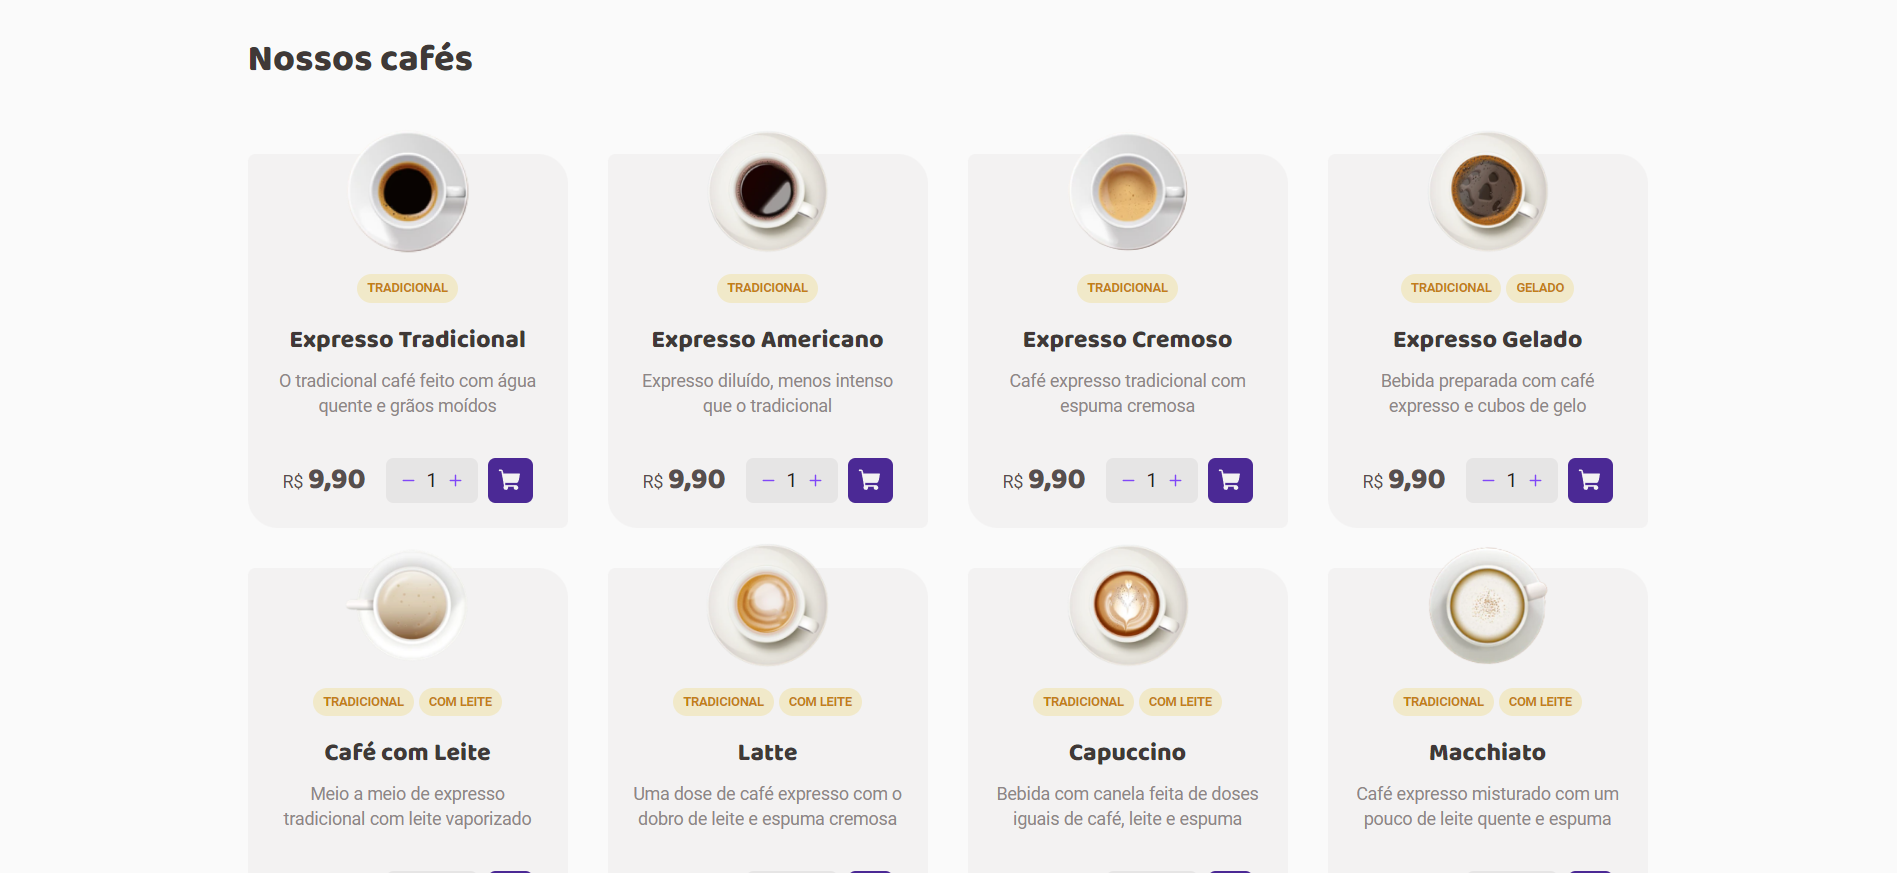 Nossos cafés
TRADICIONAL
Expresso Tradicional
O tradicional café feito com água
quente e grãos moídos
R$ 9,90 − 1 +
TRADICIONAL
Expresso Americano
Expresso diluído, menos intenso
que o tradicional
R$ 9,90 − 1 +
TRADICIONAL
Expresso Cremoso
Café expresso tradicional com
espuma cremosa
R$ 9,90 − 1 +
TRADICIONAL GELADO
Expresso Gelado
Bebida preparada com café
expresso e cubos de gelo
R$ 9,90 − 1 +
TRADICIONAL COM LEITE
Café com Leite
Meio a meio de expresso
tradicional com leite vaporizado
TRADICIONAL COM LEITE
Latte
Uma dose de café expresso com o
dobro de leite e espuma cremosa
TRADICIONAL COM LEITE
Capuccino
Bebida com canela feita de doses
iguais de café, leite e espuma
TRADICIONAL COM LEITE
Macchiato
Café expresso misturado com um
pouco de leite quente e espuma